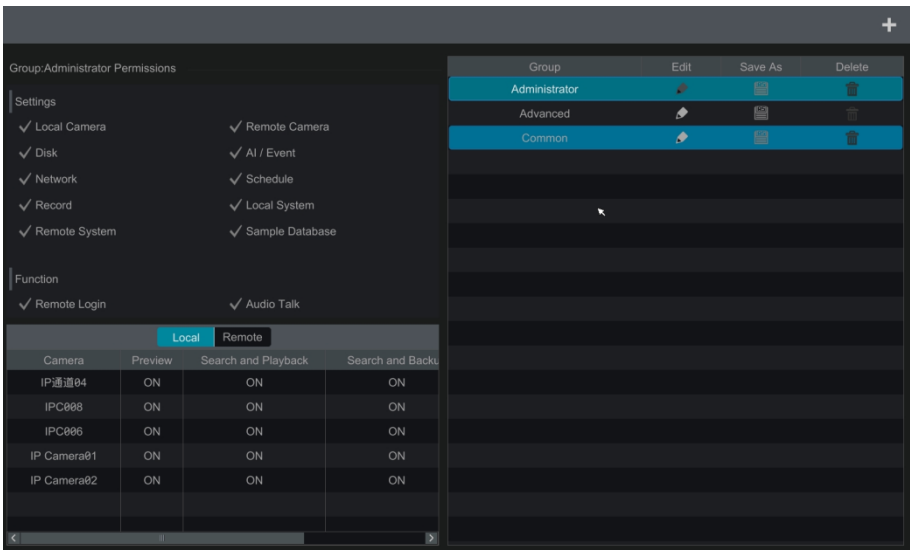 Group:Administrator Permissions
Settings
Local Camera Remote Camera
Disk AI / Event
Network Schedule
Record Local System
Remote System Sample Database
Function
Remote Login Audio Talk
Local Remote
Camera Preview Search and Playback Search and Backu
IP通道04 ON ON ON
IPC008 ON ON ON
IPC006 ON ON ON
IP Camera01 ON ON ON
IP Camera02 ON ON ON
Group Edit Save As Delete
Administrator
Advanced
Common